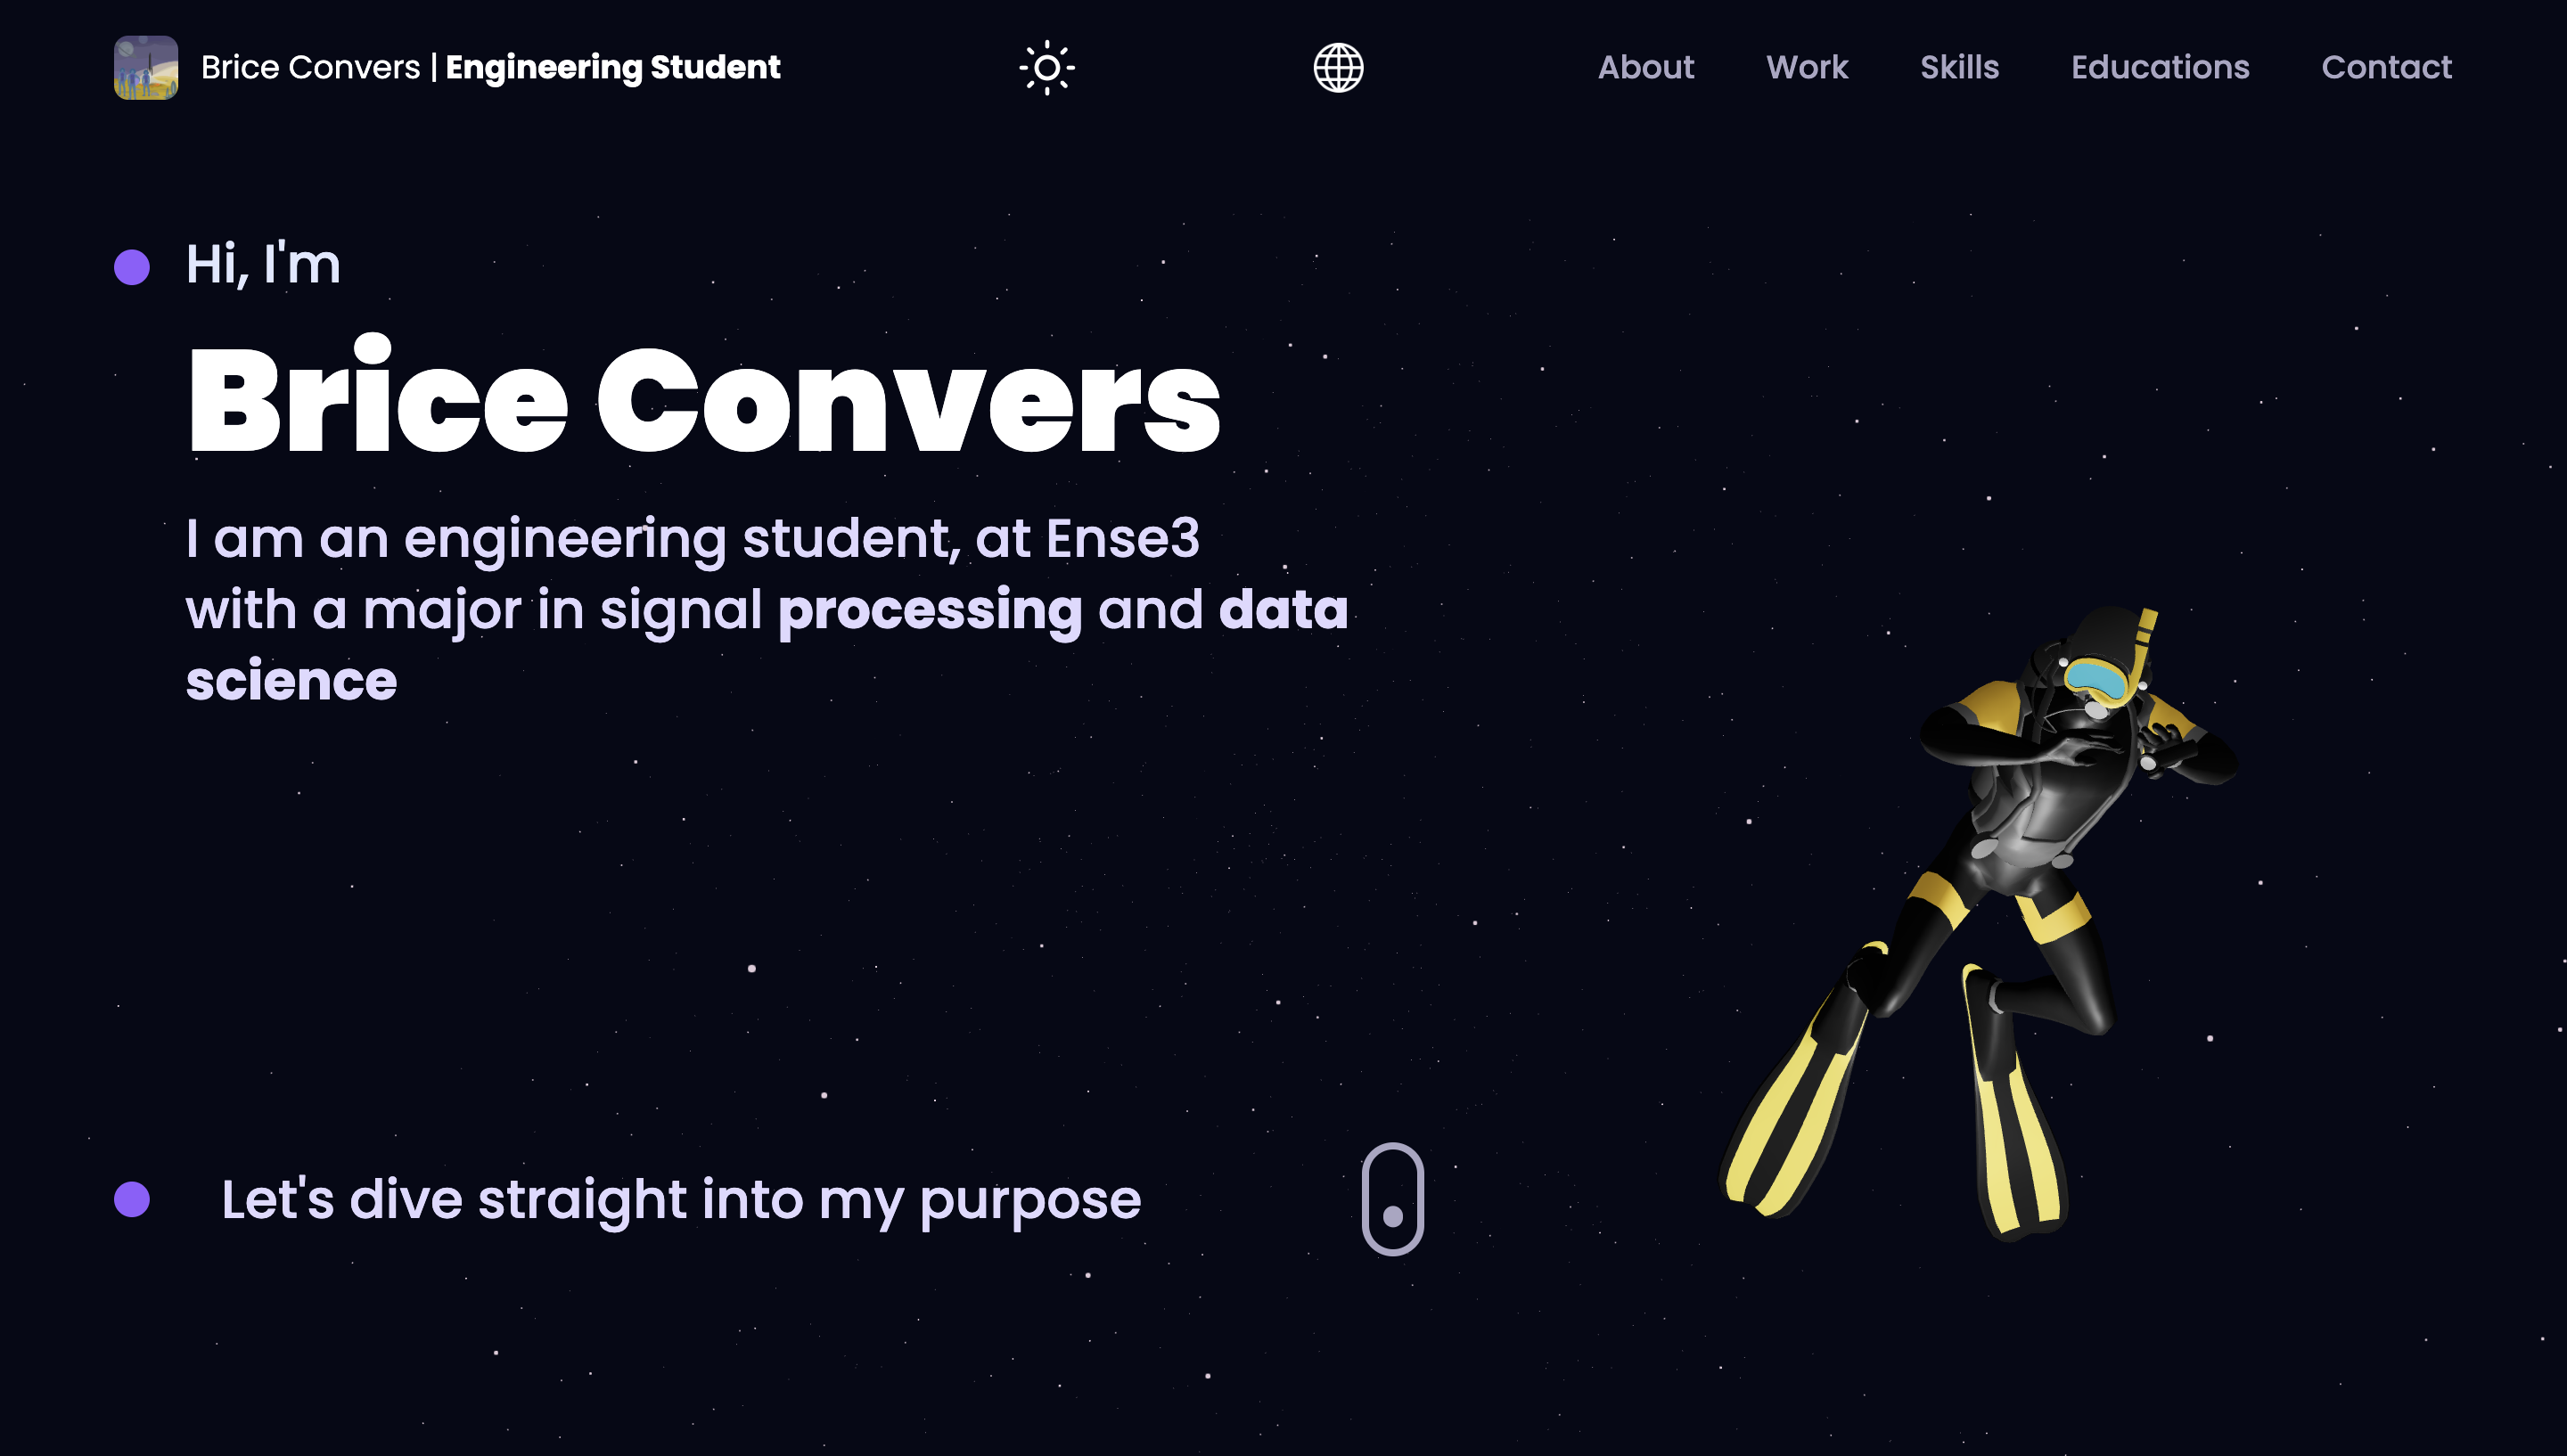 Brice Convers | Engineering Student
About Work Skills Educations Contact
Hi, I'm
Brice Convers
I am an engineering student, at Ense3
with a major in signal processing and data
science
Let's dive straight into my purpose